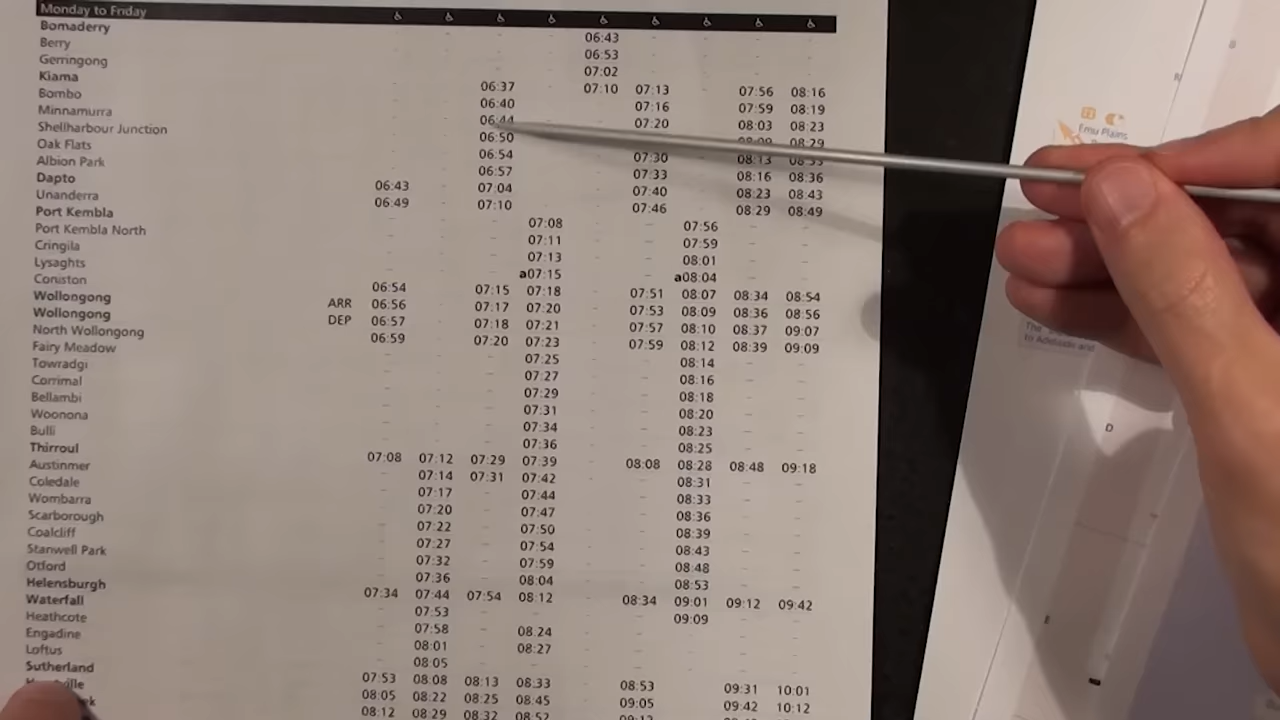 Monday to Friday
Bomaderry 06:43
Berry 06:53
Gerringong 07:02
Kiama 06:37 07:10 07:13 07:56 08:16
Bombo 06:40 07:16 07:59 08:19
Minnamurra 06:44 07:20 08:03 08:23
Shellharbour Junction 06:50 08:29
Oak Flats 06:54 07:30 08:13
Albion Park 06:57 07:33 08:16 08:36
Dapto 06:43 - 07:04 07:40 08:23 08:43
Unanderra 06:49 - 07:10 07:46 08:29 08:49
Port Kembla 07:08 07:56
Port Kembla North 07:11 07:59
Cringila 07:13 08:01
Lysaghts a07:15 a08:04
Coniston 06:54 - 07:15 07:18 - 07:51 08:07 08:34 08:54
Wollongong ARR 06:56 - 07:17 07:20 - 07:53 08:09 08:36 08:56
Wollongong DEP 06:57 - 07:18 07:21 - 07:57 08:10 08:37 09:07
North Wollongong 06:59 - 07:20 07:23 - 07:59 08:12 08:39 09:09
Fairy Meadow 07:25 08:14
Towradgi 07:27 08:16
Corrimal 07:29 08:18
Bellambi 07:31 08:20
Woonona 07:34 08:23
Bulli 07:36 08:25
Thirroul 07:08 07:12 07:29 07:39 - 08:08 08:28 08:48 09:18
Austinmer 07:14 07:31 07:42 08:31
Coledale 07:17 07:44 08:33
Wombarra 07:20 07:47 08:36
Scarborough 07:22 07:50 08:39
Coalcliff 07:27 07:54 08:43
Stanwell Park 07:32 07:59 08:48
Otford 07:36 08:04 08:53
Helensburgh 07:34 07:44 07:54 08:12 - 08:34 09:01 09:12 09:42
Waterfall 07:53 09:09
Heathcote 07:58 08:24
Engadine 08:01 08:27
Loftus 08:05
Sutherland 07:53 08:08 08:13 08:33 08:53 09:31 10:01
08:05 08:22 08:25 08:45 09:05 09:42 10:12
08:12 08:29 08:32 08:52
Emu Plains
The
to Adelaide and
D
E